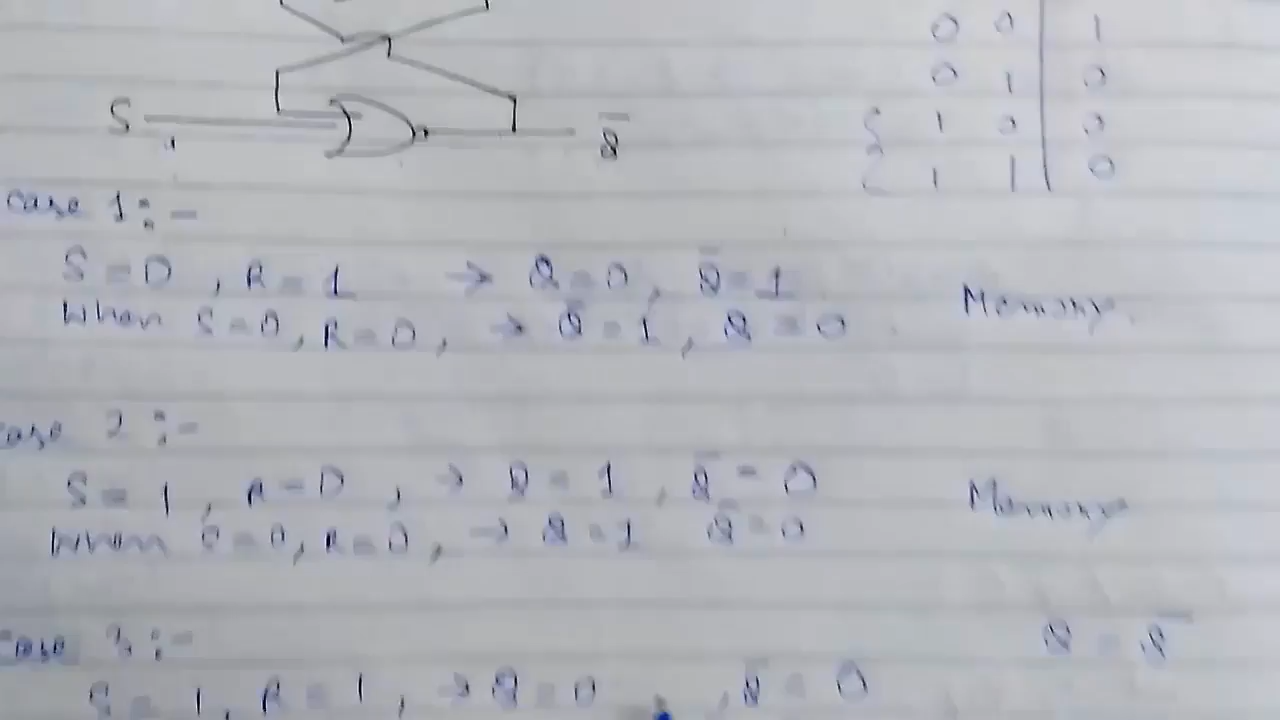 0 0 1
0 1 0
S 1 0 0
1 1 0
Q̅
case 1:-
S=0, R=1 → Q=0, Q̅=1
when S=0, R=0, → Q̅=1, Q=0. Memory.
case 2:-
S=1, R=0, → Q=1, Q̅=0 Memory
when S=0, R=0, → Q=1 Q̅=0
case 3:- Q = Q̅
S=1, R=1, → Q=0, Q̅=0